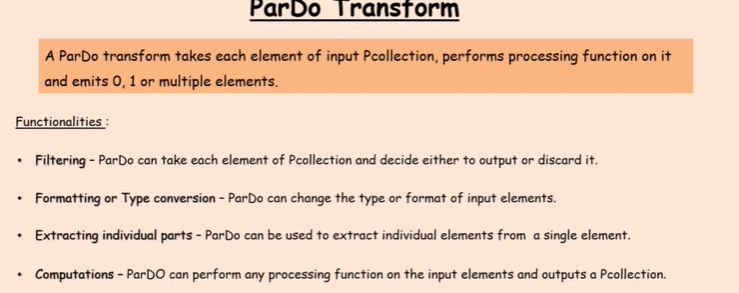 ParDo Transform
A ParDo transform takes each element of input Pcollection, performs processing function on it
and emits 0, 1 or multiple elements.
Functionalities :
• Filtering – ParDo can take each element of Pcollection and decide either to output or discard it.
• Formatting or Type conversion – ParDo can change the type or format of input elements.
• Extracting individual parts – ParDo can be used to extract individual elements from a single element.
• Computations – ParDO can perform any processing function on the input elements and outputs a Pcollection.